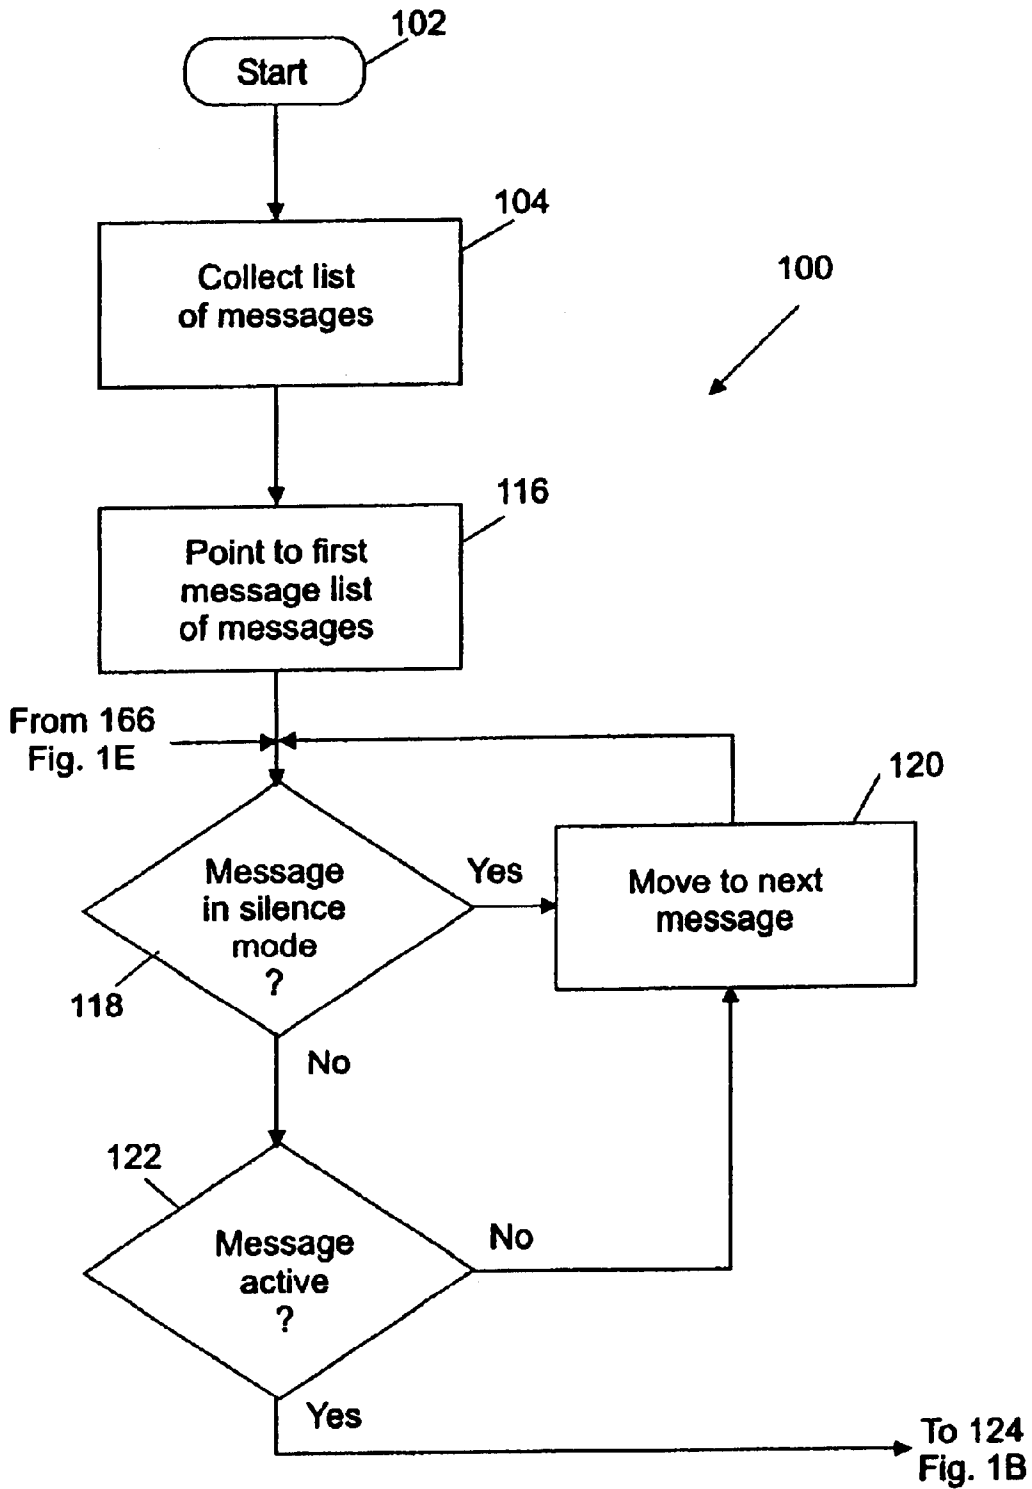 102
Start
104
Collect list
of messages
100
116
Point to first
message list
of messages
From 166
Fig. 1E
120
Message
in silence
mode
?
Yes
Move to next
message
118
No
122
Message
active
?
No
Yes
To 124
Fig. 1B